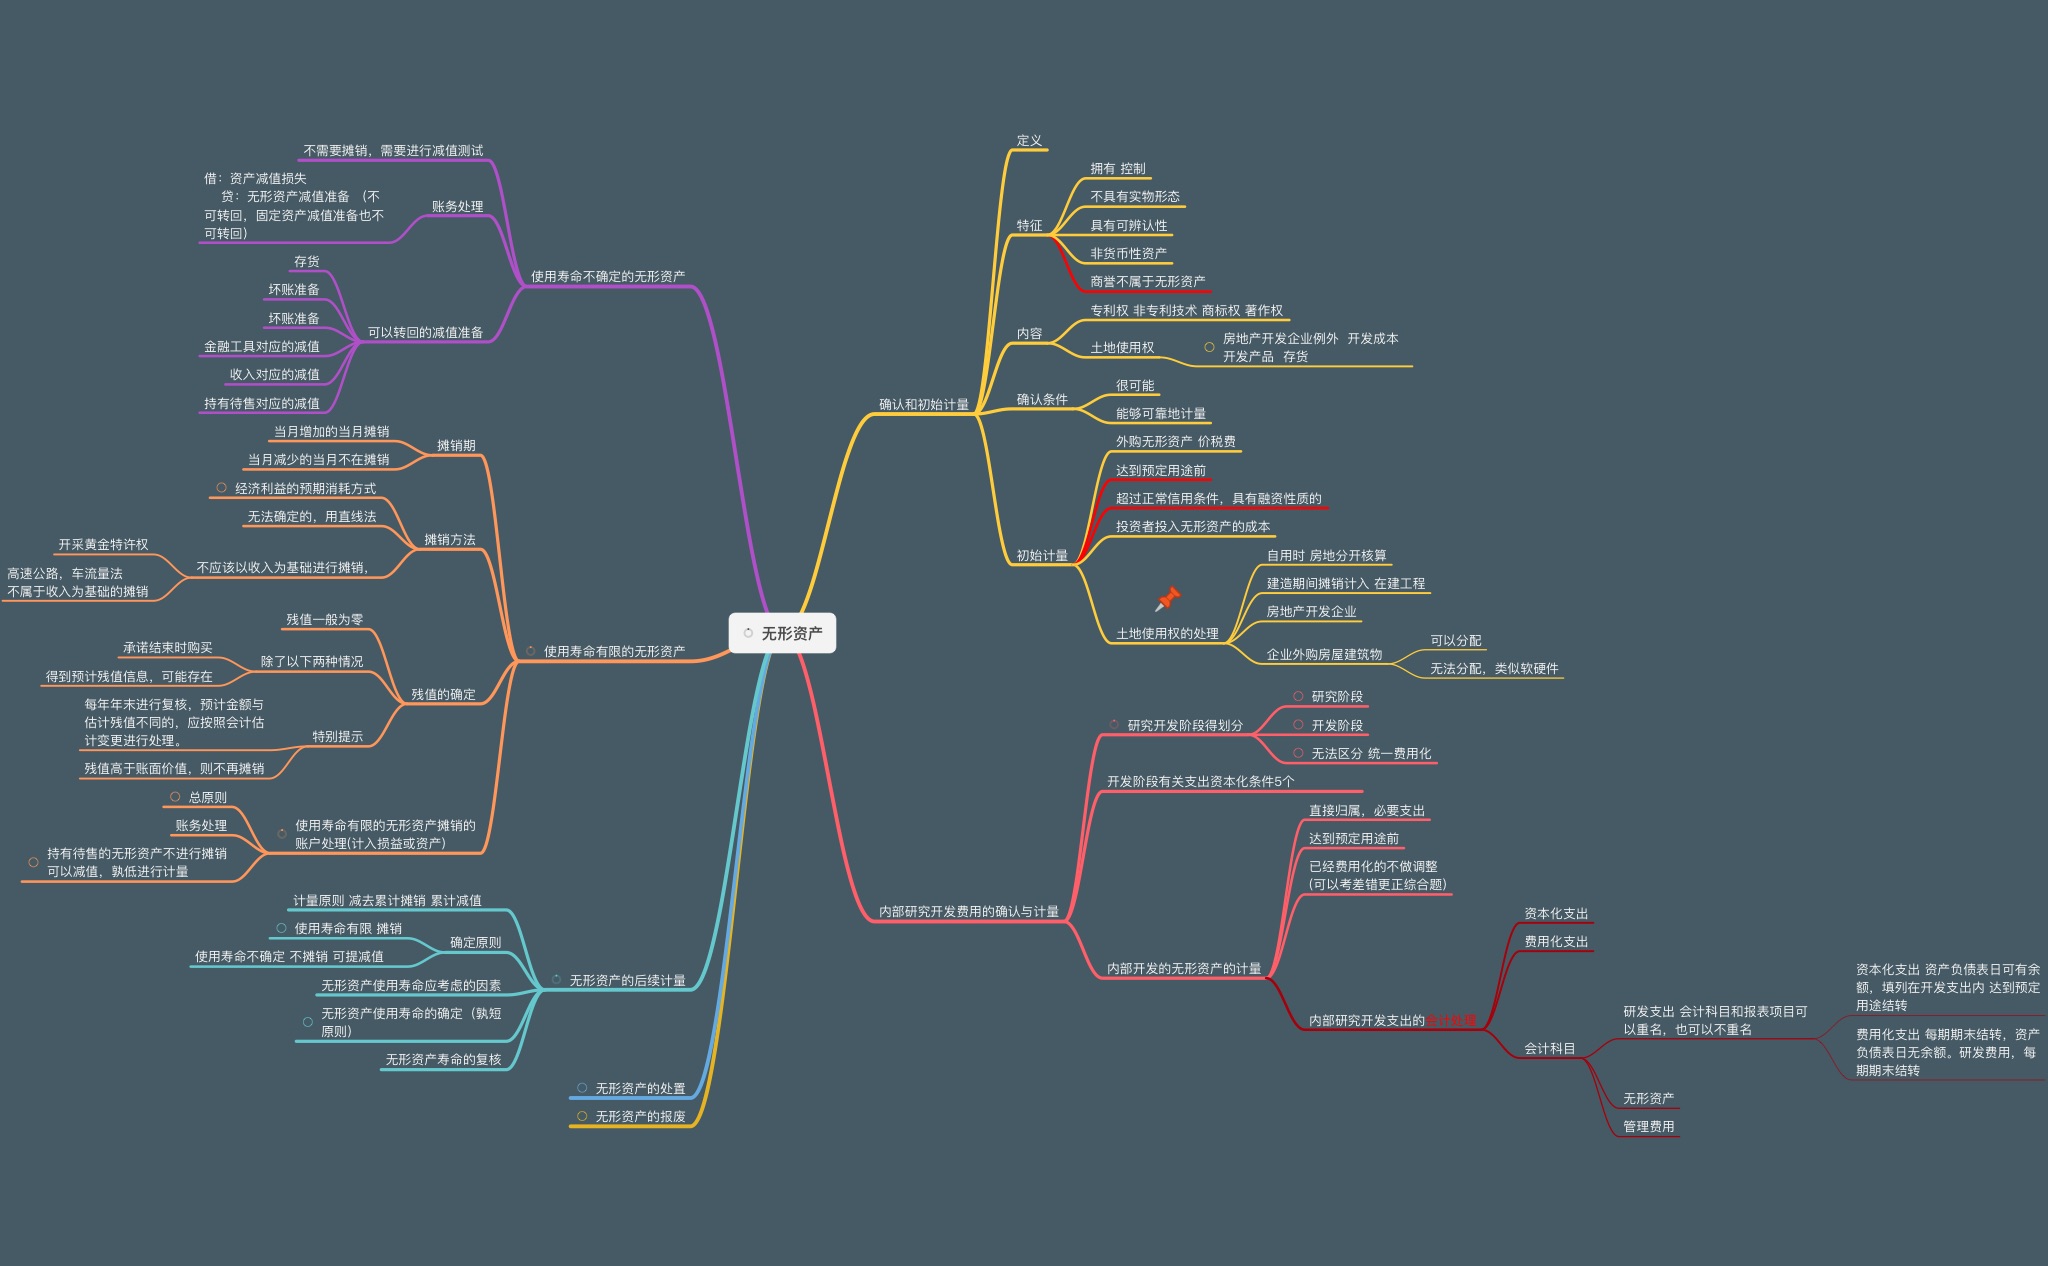 无形资产
确认和初始计量
定义
特征
拥有 控制
不具有实物形态
具有可辨认性
非货币性资产
商誉不属于无形资产
内容
专利权 非专利技术 商标权 著作权
土地使用权
房地产开发企业例外 开发成本
开发产品 存货
确认条件
很可能
能够可靠地计量
初始计量
外购无形资产 价税费
达到预定用途前
超过正常信用条件，具有融资性质的
投资者投入无形资产的成本
土地使用权的处理
自用时 房地分开核算
建造期间摊销计入 在建工程
房地产开发企业
企业外购房屋建筑物
可以分配
无法分配，类似软硬件
内部研究开发费用的确认与计量
研究开发阶段得划分
研究阶段
开发阶段
无法区分 统一费用化
开发阶段有关支出资本化条件5个
内部开发的无形资产的计量
直接归属，必要支出
达到预定用途前
已经费用化的不做调整
(可以考差错更正综合题)
内部研究开发支出的会计处理
资本化支出
费用化支出
会计科目
研发支出 会计科目和报表项目可
以重名，也可以不重名
资本化支出 资产负债表日可有余
额，填列在开发支出内 达到预定
用途结转
费用化支出 每期期末结转，资产
负债表日无余额。研发费用，每
期期末结转
无形资产
管理费用
使用寿命不确定的无形资产
不需要摊销，需要进行减值测试
账务处理
借：资产减值损失
贷：无形资产减值准备 （不
可转回，固定资产减值准备也不
可转回）
可以转回的减值准备
存货
坏账准备
坏账准备
金融工具对应的减值
收入对应的减值
持有待售对应的减值
使用寿命有限的无形资产
摊销期
当月增加的当月摊销
当月减少的当月不在摊销
摊销方法
经济利益的预期消耗方式
无法确定的，用直线法
不应该以收入为基础进行摊销，
开采黄金特许权
高速公路，车流量法
不属于收入为基础的摊销
残值的确定
残值一般为零
除了以下两种情况
承诺结束时购买
得到预计残值信息，可能存在
特别提示
每年年末进行复核，预计金额与
估计残值不同的，应按照会计估
计变更进行处理。
残值高于账面价值，则不再摊销
使用寿命有限的无形资产摊销的
账户处理(计入损益或资产)
总原则
账务处理
持有待售的无形资产不进行摊销
可以减值，孰低进行计量
无形资产的后续计量
计量原则 减去累计摊销 累计减值
确定原则
使用寿命有限 摊销
使用寿命不确定 不摊销 可提减值
无形资产使用寿命应考虑的因素
无形资产使用寿命的确定（孰短
原则）
无形资产寿命的复核
无形资产的处置
无形资产的报废